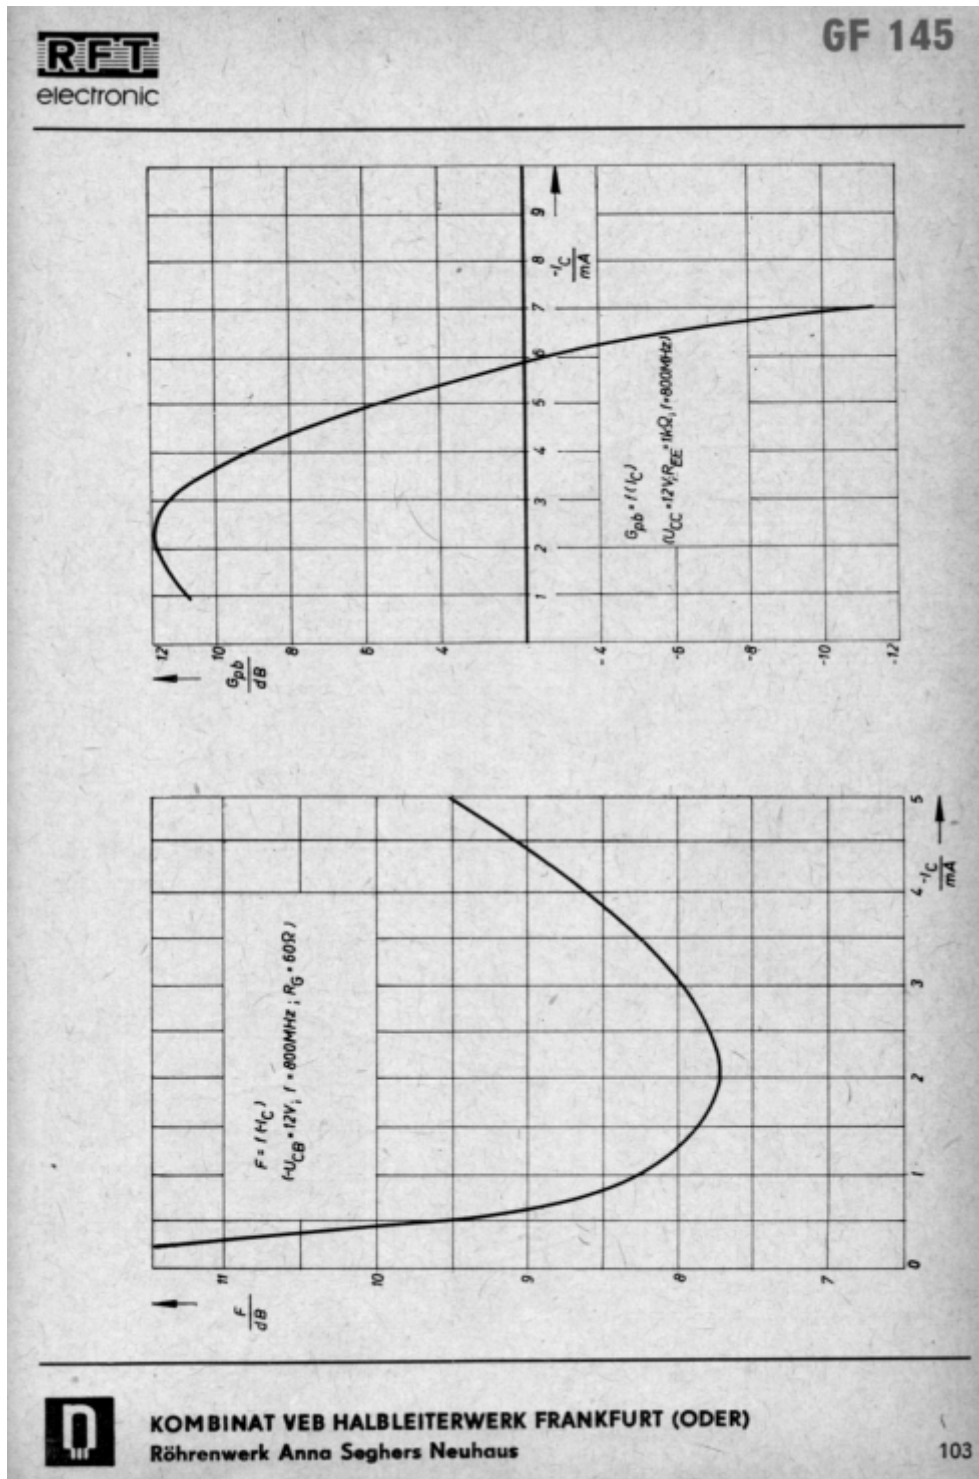 GF 145
RFT
electronic
9
8
7
6
5
4
3
2
1
-I_C / mA
G_pb = f(I_C)
(U_CC = 12V; R_EE = 1kΩ, f = 800MHz)
12 10 8 6 4 -4 -6 -8 -10 -12
G_pb / dB
5
4
3
2
1
0
-I_C / mA
F = f(-I_C)
(-U_CB = 12V; f = 800MHz; R_G = 60Ω)
11 10 9 8 7
F / dB
KOMBINAT VEB HALBLEITERWERK FRANKFURT (ODER)
Röhrenwerk Anna Seghers Neuhaus
103